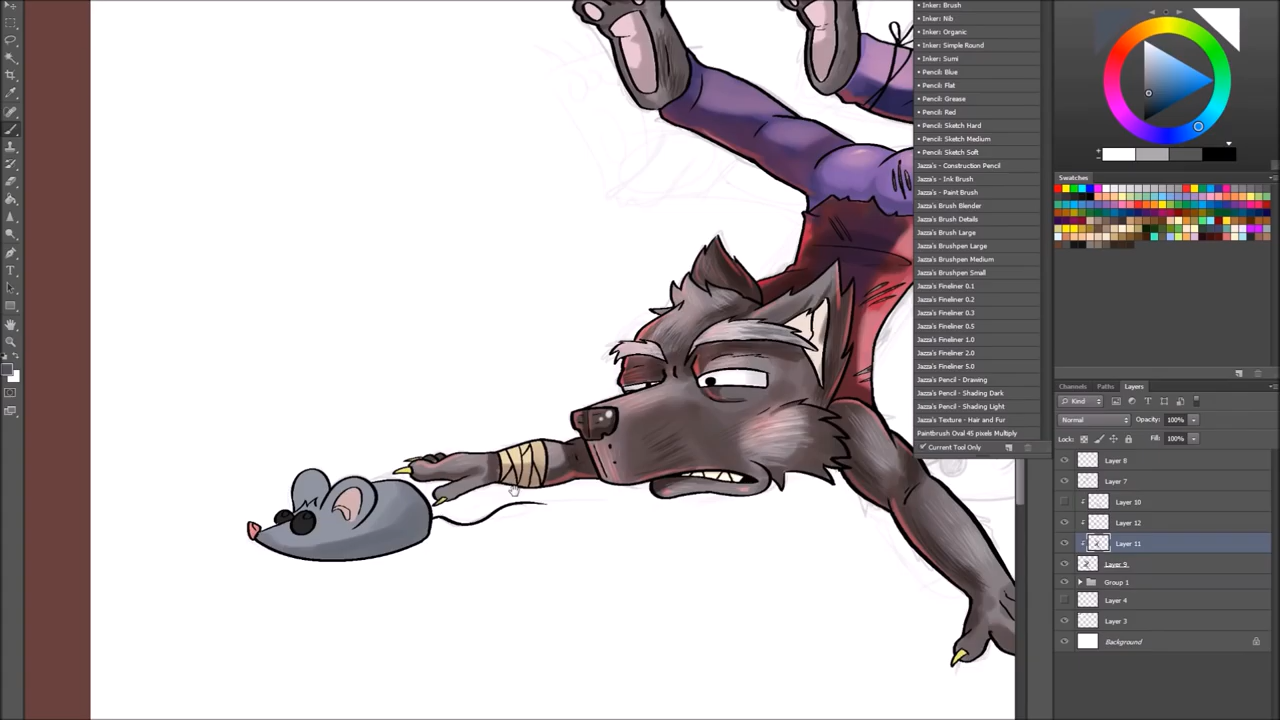 • Inker: Brush
• Inker: Nib
• Inker: Organic
• Inker: Simple Round
• Inker: Sumi
• Pencil: Blue
• Pencil: Flat
• Pencil: Grease
• Pencil: Red
• Pencil: Sketch Hard
• Pencil: Sketch Medium
• Pencil: Sketch Soft
Jazza's - Construction Pencil
Jazza's - Ink Brush
Jazza's - Paint Brush
Jazza's Brush Blender
Jazza's Brush Details
Jazza's Brush Large
Jazza's Brushpen Large
Jazza's Brushpen Medium
Jazza's Brushpen Small
Jazza's Fineliner 0.1
Jazza's Fineliner 0.2
Jazza's Fineliner 0.3
Jazza's Fineliner 0.5
Jazza's Fineliner 1.0
Jazza's Fineliner 2.0
Jazza's Fineliner 5.0
Jazza's Pencil - Drawing
Jazza's Pencil - Shading Dark
Jazza's Pencil - Shading Light
Jazza's Texture - Hair and Fur
Paintbrush Oval 45 pixels Multiply
Current Tool Only
Swatches
Channels Paths Layers
Kind
Normal Opacity: 100%
Lock: Fill: 100%
Layer 8
Layer 7
Layer 10
Layer 12
Layer 11
Layer 9
Group 1
Layer 4
Layer 3
Background